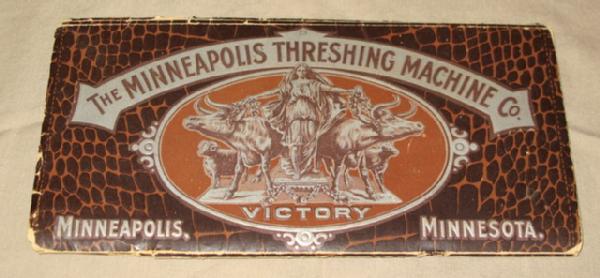 THE MINNEAPOLIS THRESHING MACHINE CO.
VICTORY
MINNEAPOLIS, MINNESOTA.